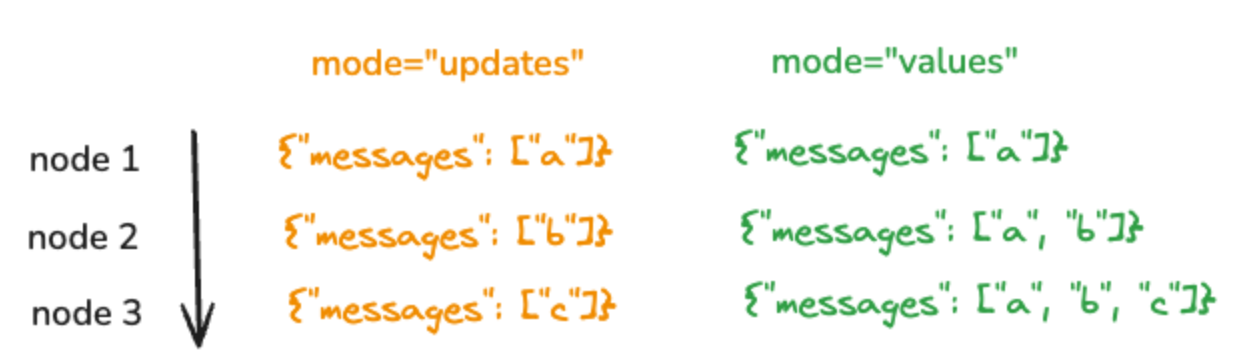 mode="updates" mode="values"
node 1 {"messages": ["a"]} {"messages": ["a"]}
node 2 {"messages": ["b"]} {"messages": ["a", "b"]}
node 3 {"messages": ["c"]} {"messages": ["a", "b", "c"]}